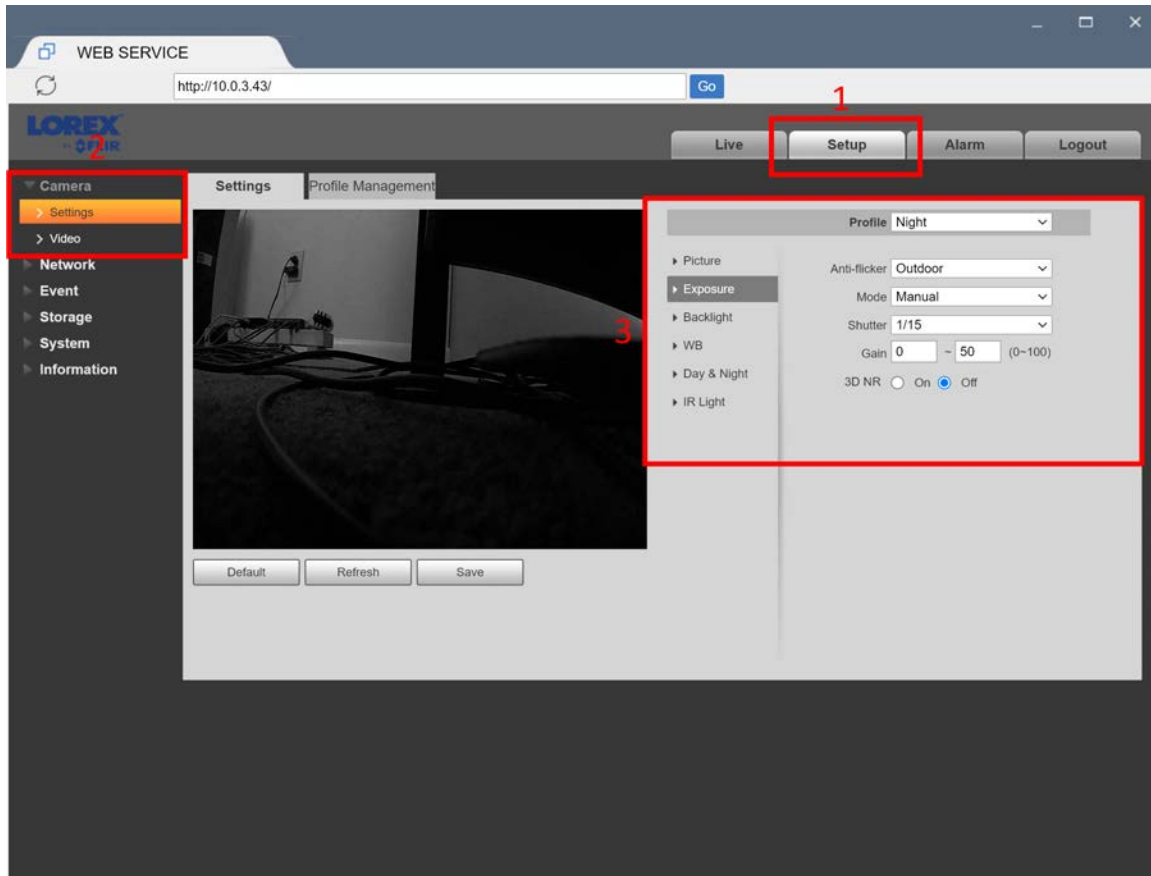 WEB SERVICE
http://10.0.3.43/ Go
1
LOREX
BY FLIR
2
Live Setup Alarm Logout
Camera
Settings
Video
Network
Event
Storage
System
Information
Settings Profile Management
Default Refresh Save
3
Profile Night
Picture
Exposure
Backlight
WB
Day & Night
IR Light
Anti-flicker Outdoor
Mode Manual
Shutter 1/15
Gain 0 ~ 50 (0~100)
3D NR On Off